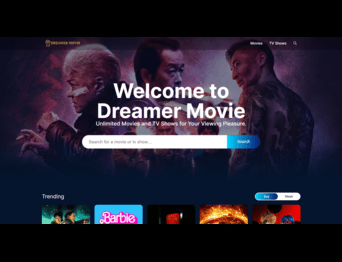 DREAMER MOVIE
Movies
TV Shows
Welcome to
Dreamer Movie
Unlimited Movies and TV Shows for Your Viewing Pleasure.
Search for a movie or tv show....
Search
Trending
Day
Week
Barbie